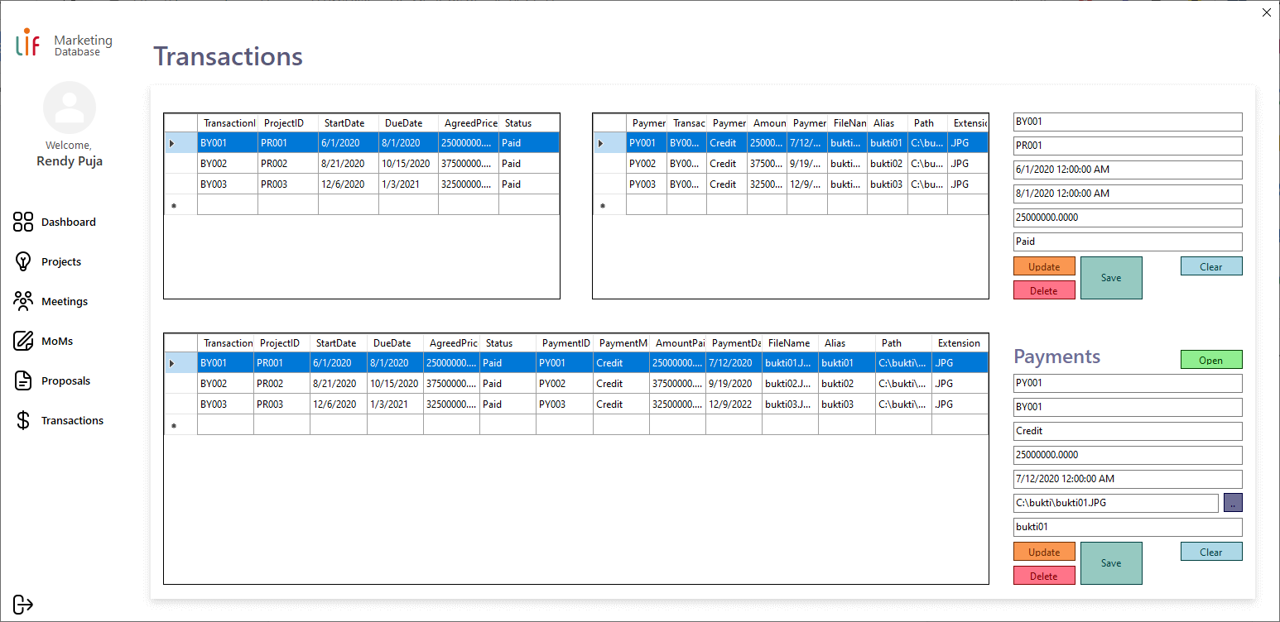 lif Marketing
Database
Transactions
Welcome,
Rendy Puja
Dashboard
Projects
Meetings
MoMs
Proposals
Transactions
TransactionI ProjectID StartDate DueDate AgreedPrice Status
BY001 PR001 6/1/2020 8/1/2020 25000000.... Paid
BY002 PR002 8/21/2020 10/15/2020 37500000.... Paid
BY003 PR003 12/6/2020 1/3/2021 32500000.... Paid
Paymer Transac Paymer Amoun Paymer FileNan Alias Path Extensi
PY001 BY00... Credit 25000... 7/12/... bukti... bukti01 C:\bu... JPG
PY002 BY00... Credit 37500... 9/19/... bukti... bukti02 C:\bu... JPG
PY003 BY00... Credit 32500... 12/9/... bukti... bukti03 C:\bu... JPG
BY001
PR001
6/1/2020 12:00:00 AM
8/1/2020 12:00:00 AM
25000000.0000
Paid
Update Save Clear
Delete
Transaction ProjectID StartDate DueDate AgreedPric Status PaymentID PaymentM AmountPai PaymentDa FileName Alias Path Extension
BY001 PR001 6/1/2020 8/1/2020 25000000.... Paid PY001 Credit 25000000.... 7/12/2020 bukti01.J... bukti01 C:\bukti\... JPG
BY002 PR002 8/21/2020 10/15/2020 37500000.... Paid PY002 Credit 37500000.... 9/19/2020 bukti02.J... bukti02 C:\bukti\... JPG
BY003 PR003 12/6/2020 1/3/2021 32500000.... Paid PY003 Credit 32500000.... 12/9/2022 bukti03.J... bukti03 C:\bukti\... JPG
Payments Open
PY001
BY001
Credit
25000000.0000
7/12/2020 12:00:00 AM
C:\bukti\bukti01.JPG ..
bukti01
Update Save Clear
Delete